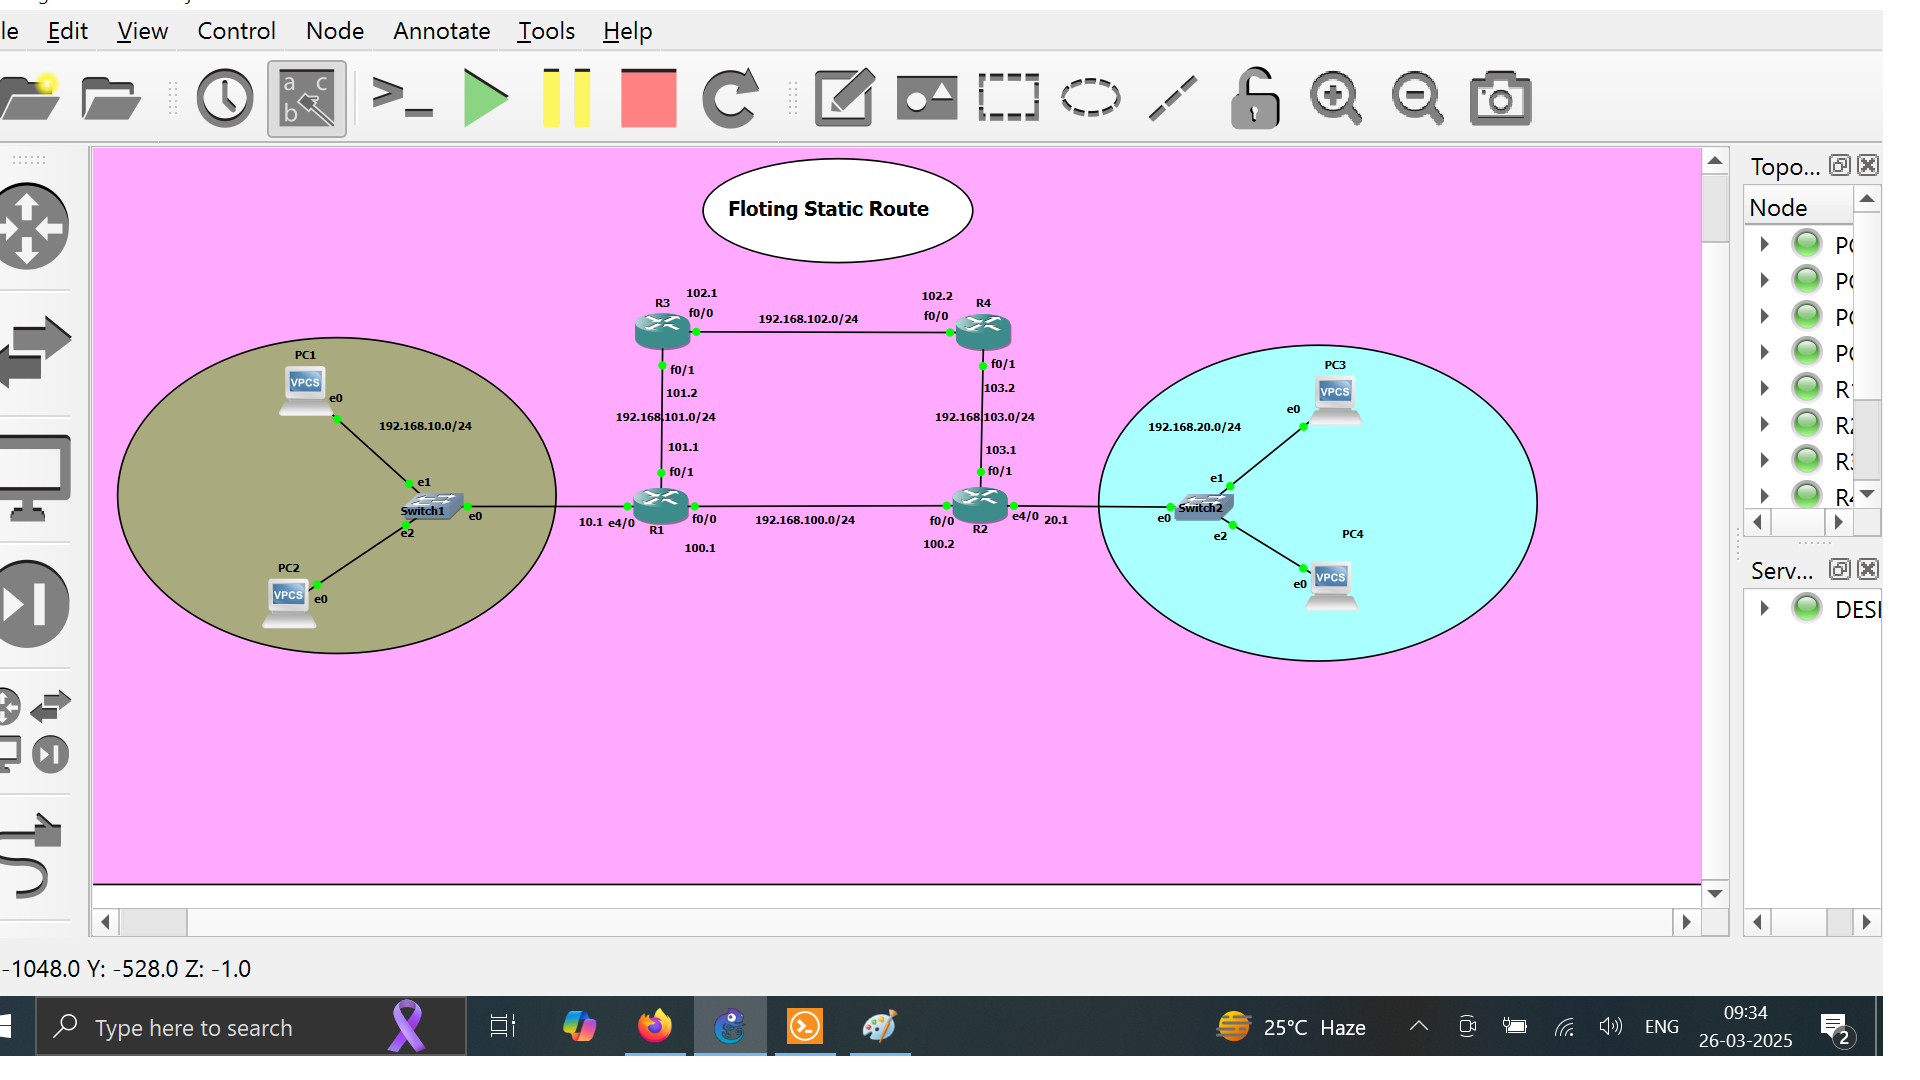 le Edit View Control Node Annotate Tools Help
a c
b
Floting Static Route
102.1
R3
f0/0
192.168.102.0/24
102.2
R4
f0/0
f0/1
101.2
192.168.101.0/24
101.1
f0/1
f0/1
103.2
192.168.103.0/24
103.1
f0/1
PC1
VPCS
e0
192.168.10.0/24
e1
Switch1
e0
e2
PC2
VPCS
e0
10.1 e4/0
R1
f0/0
100.1
192.168.100.0/24
f0/0
R2
100.2
e4/0
20.1
PC3
VPCS
e0
192.168.20.0/24
e1
Switch2
e0
e2
PC4
VPCS
e0
Topo...
Node
R3
Serv...
DESI
-1048.0 Y: -528.0 Z: -1.0
Type here to search
25°C Haze
ENG
09:34
26-03-2025
2